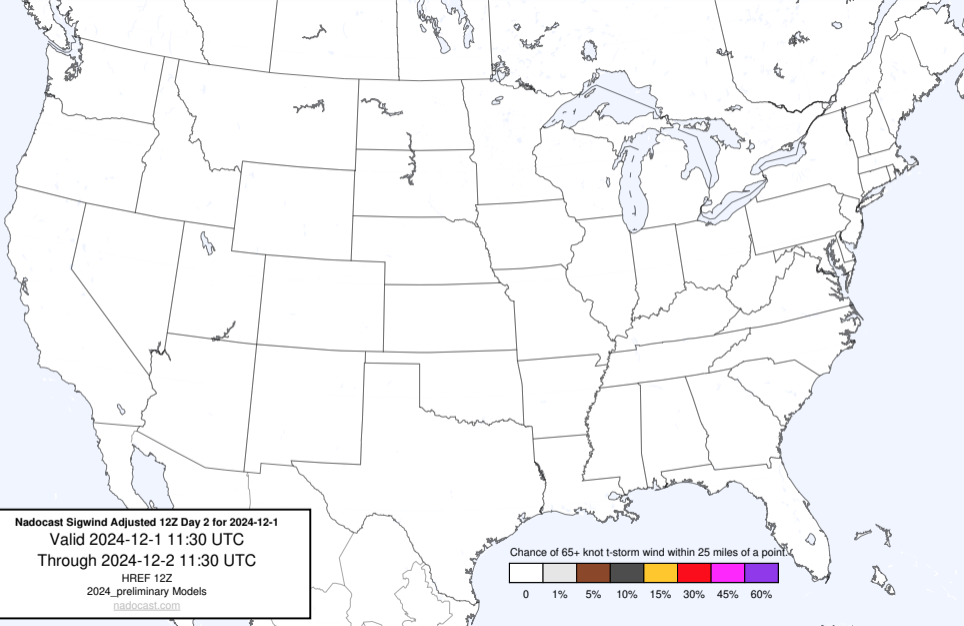 Nadocast Sigwind Adjusted 12Z Day 2 for 2024-12-1
Valid 2024-12-1 11:30 UTC
Through 2024-12-2 11:30 UTC
HREF 12Z
2024_preliminary Models
nadocast.com
Chance of 65+ knot t-storm wind within 25 miles of a point.
0 1% 5% 10% 15% 30% 45% 60%